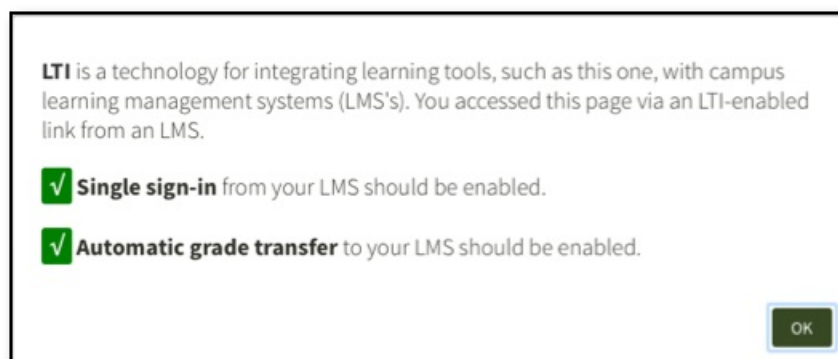 LTI is a technology for integrating learning tools, such as this one, with campus
learning management systems (LMS's). You accessed this page via an LTI-enabled
link from an LMS.
√ Single sign-in from your LMS should be enabled.
√ Automatic grade transfer to your LMS should be enabled.
OK